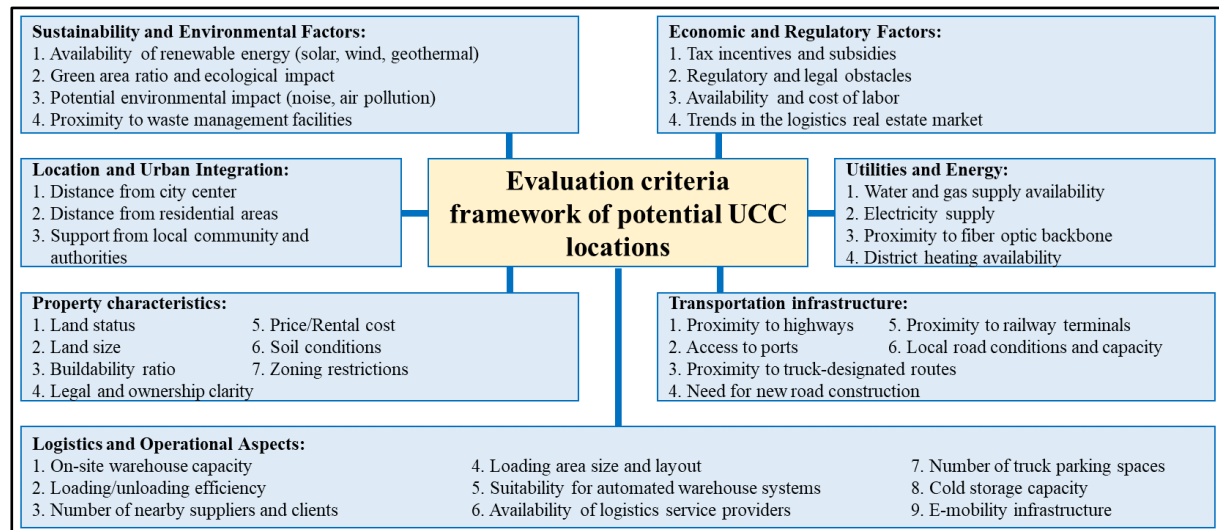 Sustainability and Environmental Factors:
1. Availability of renewable energy (solar, wind, geothermal)
2. Green area ratio and ecological impact
3. Potential environmental impact (noise, air pollution)
4. Proximity to waste management facilities
Economic and Regulatory Factors:
1. Tax incentives and subsidies
2. Regulatory and legal obstacles
3. Availability and cost of labor
4. Trends in the logistics real estate market
Location and Urban Integration:
1. Distance from city center
2. Distance from residential areas
3. Support from local community and
authorities
Evaluation criteria
framework of potential UCC
locations
Utilities and Energy:
1. Water and gas supply availability
2. Electricity supply
3. Proximity to fiber optic backbone
4. District heating availability
Property characteristics:
1. Land status
2. Land size
3. Buildability ratio
4. Legal and ownership clarity
5. Price/Rental cost
6. Soil conditions
7. Zoning restrictions
Transportation infrastructure:
1. Proximity to highways
2. Access to ports
3. Proximity to truck-designated routes
4. Need for new road construction
5. Proximity to railway terminals
6. Local road conditions and capacity
Logistics and Operational Aspects:
1. On-site warehouse capacity
2. Loading/unloading efficiency
3. Number of nearby suppliers and clients
4. Loading area size and layout
5. Suitability for automated warehouse systems
6. Availability of logistics service providers
7. Number of truck parking spaces
8. Cold storage capacity
9. E-mobility infrastructure